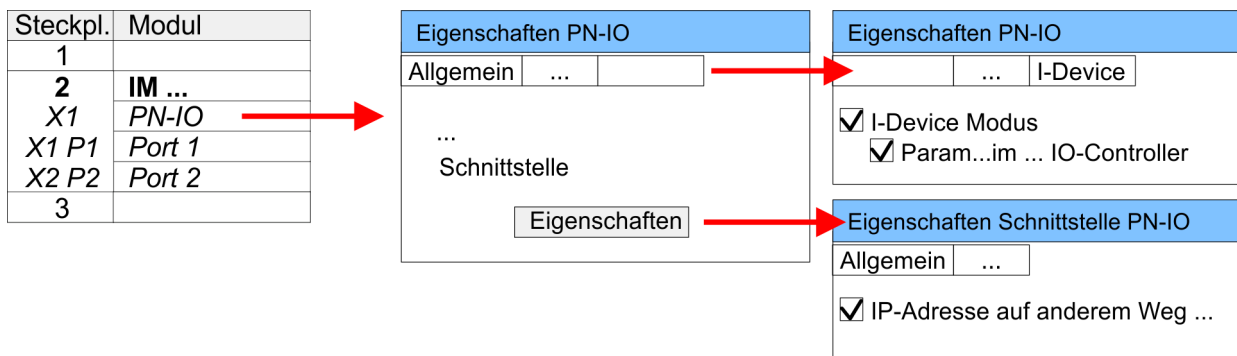 Steckpl. Modul
1
2 IM ...
X1 PN-IO
X1 P1 Port 1
X2 P2 Port 2
3
Eigenschaften PN-IO
Allgemein ...
...
Schnittstelle
Eigenschaften
Eigenschaften PN-IO
... I-Device
I-Device Modus
Param...im ... IO-Controller
Eigenschaften Schnittstelle PN-IO
Allgemein ...
IP-Adresse auf anderem Weg ...